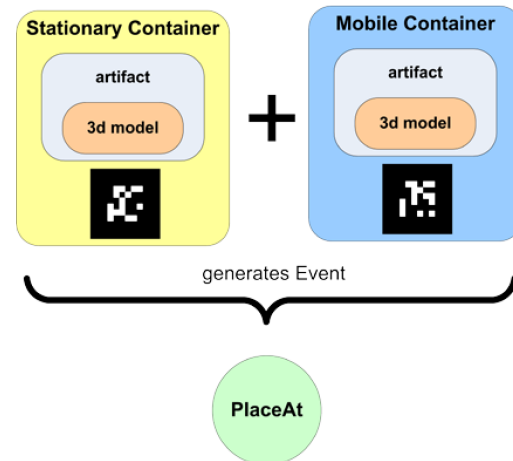 Stationary Container
artifact
3d model
+
Mobile Container
artifact
3d model
generates Event
PlaceAt